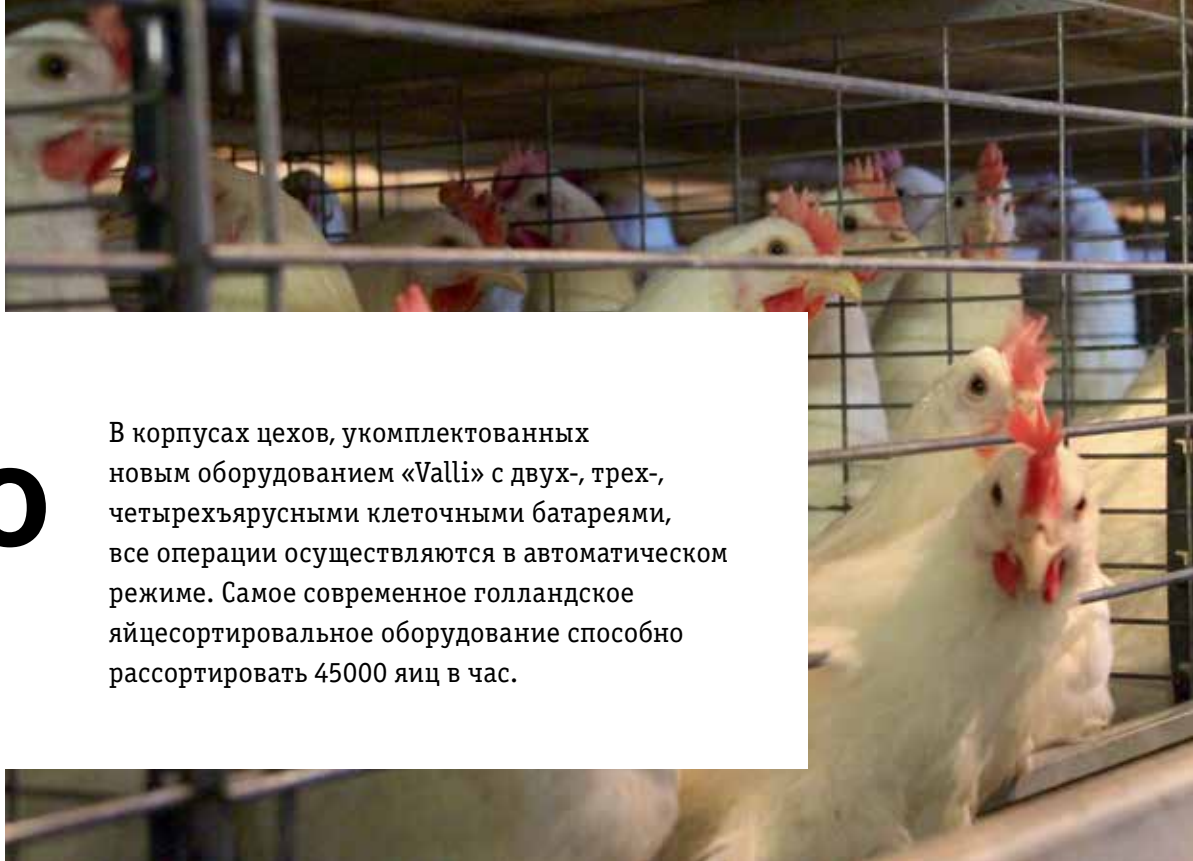 В корпусах цехов, укомплектованных
новым оборудованием «Valli» с двух-, трех-,
четырехъярусными клеточными батареями,
все операции осуществляются в автоматическом
режиме. Самое современное голландское
яйцесортировальное оборудование способно
рассортировать 45000 яиц в час.